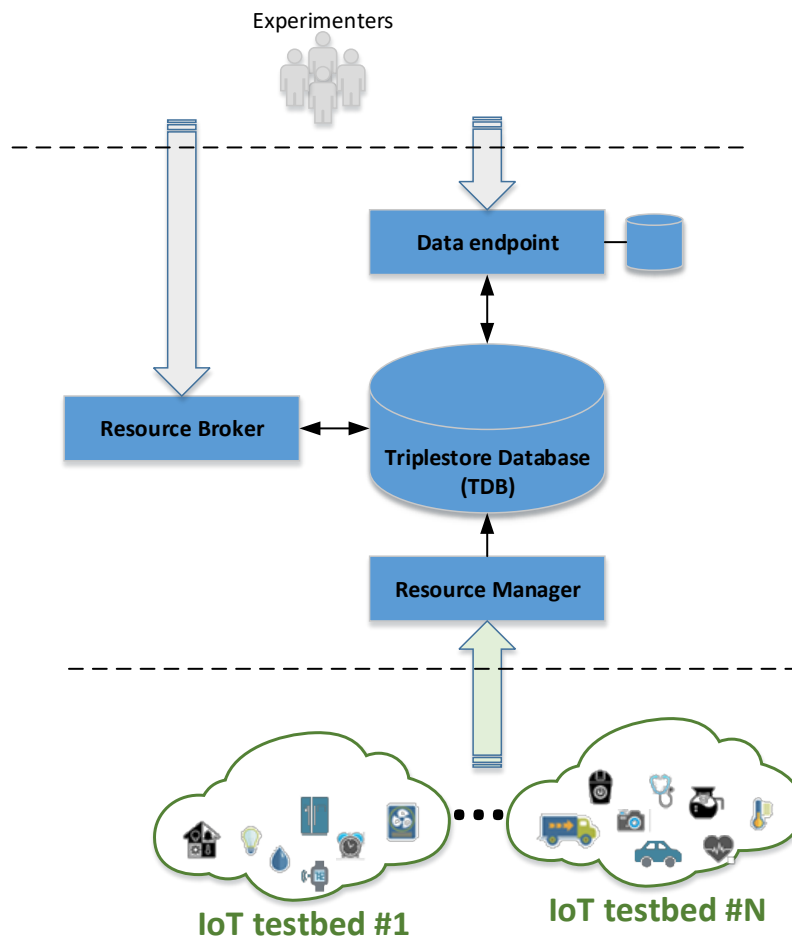 Experimenters
Data endpoint
Resource Broker
Triplestore Database
(TDB)
Resource Manager
IoT testbed #1
IoT testbed #N